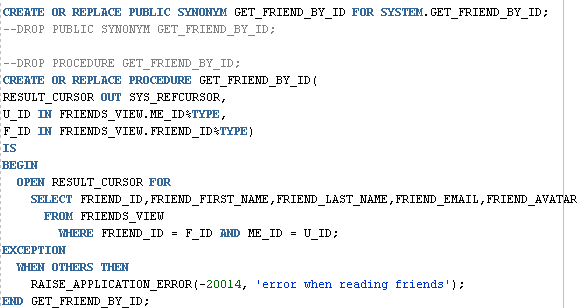 CREATE OR REPLACE PUBLIC SYNONYM GET_FRIEND_BY_ID FOR SYSTEM.GET_FRIEND_BY_ID;
--DROP PUBLIC SYNONYM GET_FRIEND_BY_ID;
--DROP PROCEDURE GET_FRIEND_BY_ID;
CREATE OR REPLACE PROCEDURE GET_FRIEND_BY_ID(
RESULT_CURSOR OUT SYS_REFCURSOR,
U_ID IN FRIENDS_VIEW.ME_ID%TYPE,
F_ID IN FRIENDS_VIEW.FRIEND_ID%TYPE)
IS
BEGIN
OPEN RESULT_CURSOR FOR
SELECT FRIEND_ID,FRIEND_FIRST_NAME,FRIEND_LAST_NAME,FRIEND_EMAIL,FRIEND_AVATAR
FROM FRIENDS_VIEW
WHERE FRIEND_ID = F_ID AND ME_ID = U_ID;
EXCEPTION
WHEN OTHERS THEN
RAISE_APPLICATION_ERROR(-20014, 'error when reading friends');
END GET_FRIEND_BY_ID;